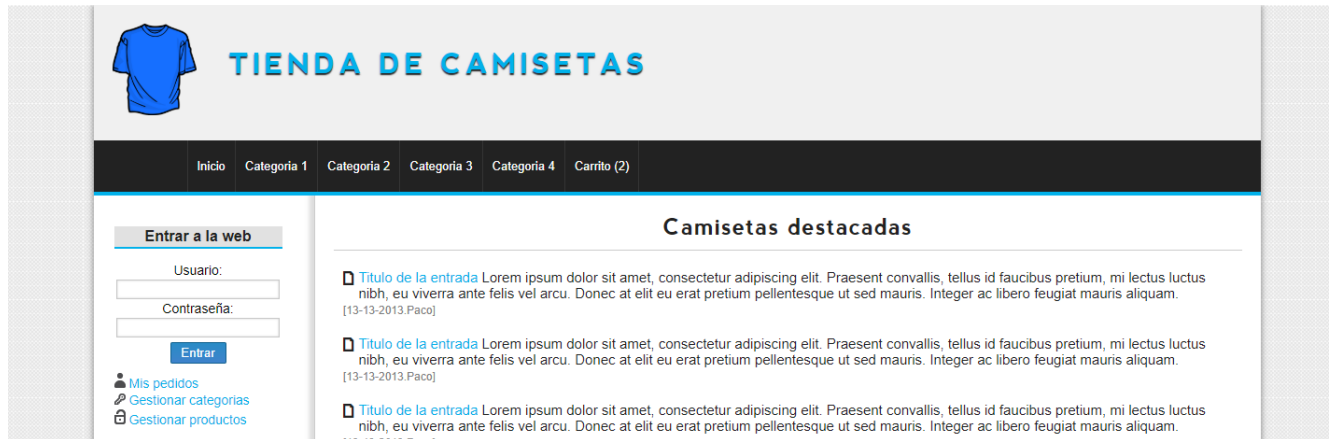 TIENDA DE CAMISETAS
Inicio Categoria 1 Categoria 2 Categoria 3 Categoria 4 Carrito (2)
Entrar a la web
Usuario:
Contraseña:
Entrar
Mis pedidos
Gestionar categorias
Gestionar productos
Camisetas destacadas
Titulo de la entrada Lorem ipsum dolor sit amet, consectetur adipiscing elit. Praesent convallis, tellus id faucibus pretium, mi lectus luctus
nibh, eu viverra ante felis vel arcu. Donec at elit eu erat pretium pellentesque ut sed mauris. Integer ac libero feugiat mauris aliquam.
[13-13-2013.Paco]
Titulo de la entrada Lorem ipsum dolor sit amet, consectetur adipiscing elit. Praesent convallis, tellus id faucibus pretium, mi lectus luctus
nibh, eu viverra ante felis vel arcu. Donec at elit eu erat pretium pellentesque ut sed mauris. Integer ac libero feugiat mauris aliquam.
[13-13-2013.Paco]
Titulo de la entrada Lorem ipsum dolor sit amet, consectetur adipiscing elit. Praesent convallis, tellus id faucibus pretium, mi lectus luctus
nibh, eu viverra ante felis vel arcu. Donec at elit eu erat pretium pellentesque ut sed mauris. Integer ac libero feugiat mauris aliquam.